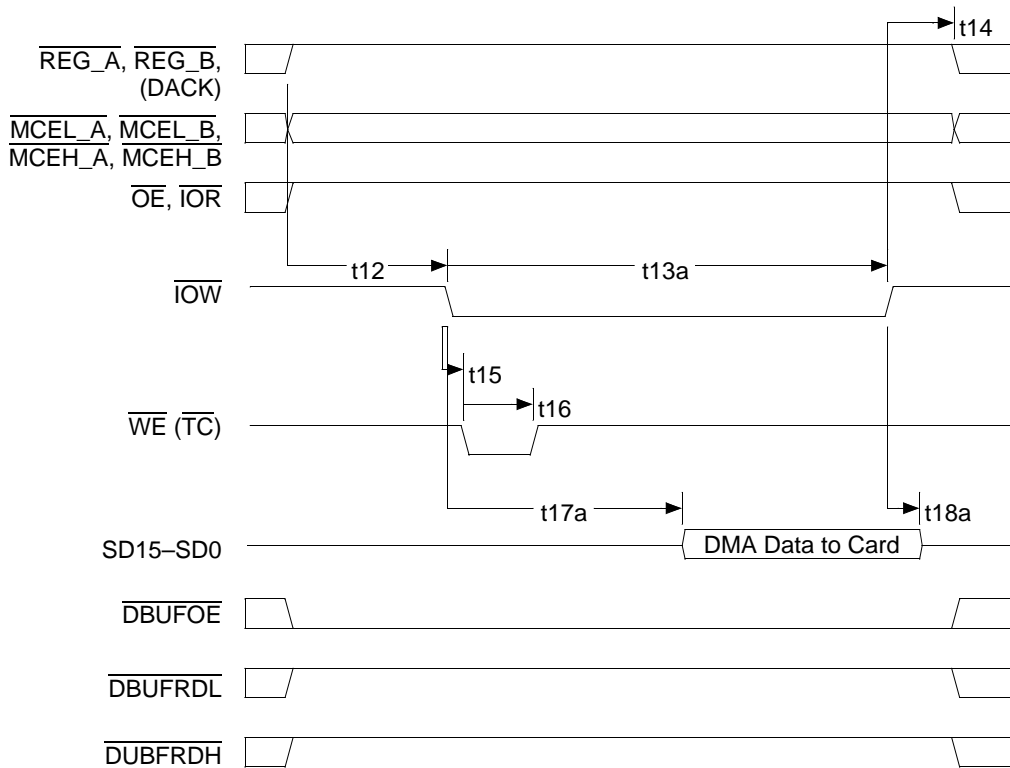 t14
REG_A, REG_B,
(DACK)
MCEL_A, MCEL_B,
MCEH_A, MCEH_B
OE, IOR
t12
t13a
IOW
t15
t16
WE (TC)
t17a
t18a
SD15–SD0
DMA Data to Card
DBUFOE
DBUFRDL
DUBFRDH